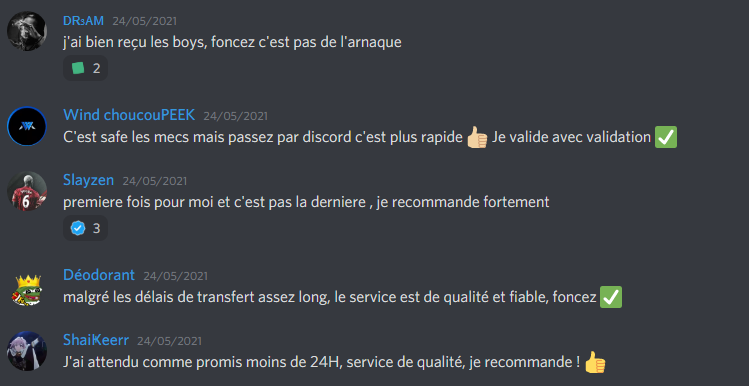 DRsAM 24/05/2021
j'ai bien reçu les boys, foncez c'est pas de l'arnaque
2
Wind choucouPEEK 24/05/2021
C'est safe les mecs mais passez par discord c'est plus rapide 👍🏻 Je valide avec validation ✅
Slayzen 24/05/2021
6
premiere fois pour moi et c'est pas la derniere , je recommande fortement
3
Déodorant 24/05/2021
malgré les délais de transfert assez long, le service est de qualité et fiable, foncez ✅
ShaiKeerr 24/05/2021
J'ai attendu comme promis moins de 24H, service de qualité, je recommande ! 👍